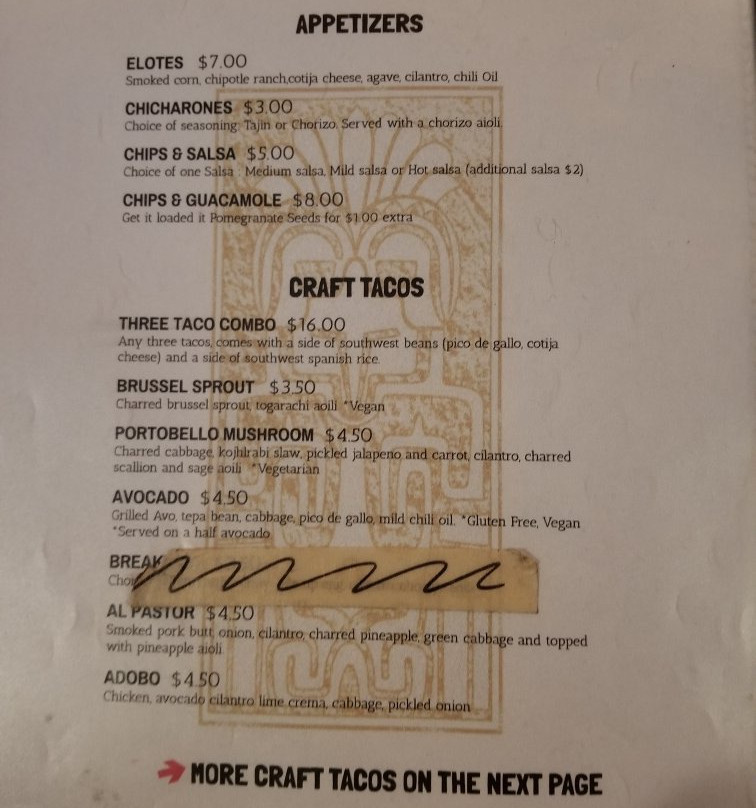 APPETIZERS
ELOTES $7.00
Smoked corn, chipotle ranch,cotija cheese, agave, cilantro, chili Oil
CHICHARONES $3.00
Choice of seasoning: Tajin or Chorizo. Served with a chorizo aioli.
CHIPS & SALSA $5.00
Choice of one Salsa : Medium salsa, Mild salsa or Hot salsa (additional salsa $2)
CHIPS & GUACAMOLE $8.00
Get it loaded it Pomegranate Seeds for $1.00 extra
CRAFT TACOS
THREE TACO COMBO $16.00
Any three tacos, comes with a side of southwest beans (pico de gallo, cotija
cheese) and a side of southwest spanish rice.
BRUSSEL SPROUT $3.50
Charred brussel sprout, togarachi aoili *Vegan
PORTOBELLO MUSHROOM $4.50
Charred cabbage, kojhlrabi slaw, pickled jalapeno and carrot, cilantro, charred
scallion and sage aoili *Vegetarian
AVOCADO $4.50
Grilled Avo, tepa bean, cabbage, pico de gallo, mild chili oil. *Gluten Free, Vegan
*Served on a half avocado
BREAK
Cho
AL PASTOR $4.50
Smoked pork butt, onion, cilantro, charred pineapple, green cabbage and topped
with pineapple aioli
ADOBO $4.50
Chicken, avocado cilantro lime crema, cabbage, pickled onion
MORE CRAFT TACOS ON THE NEXT PAGE